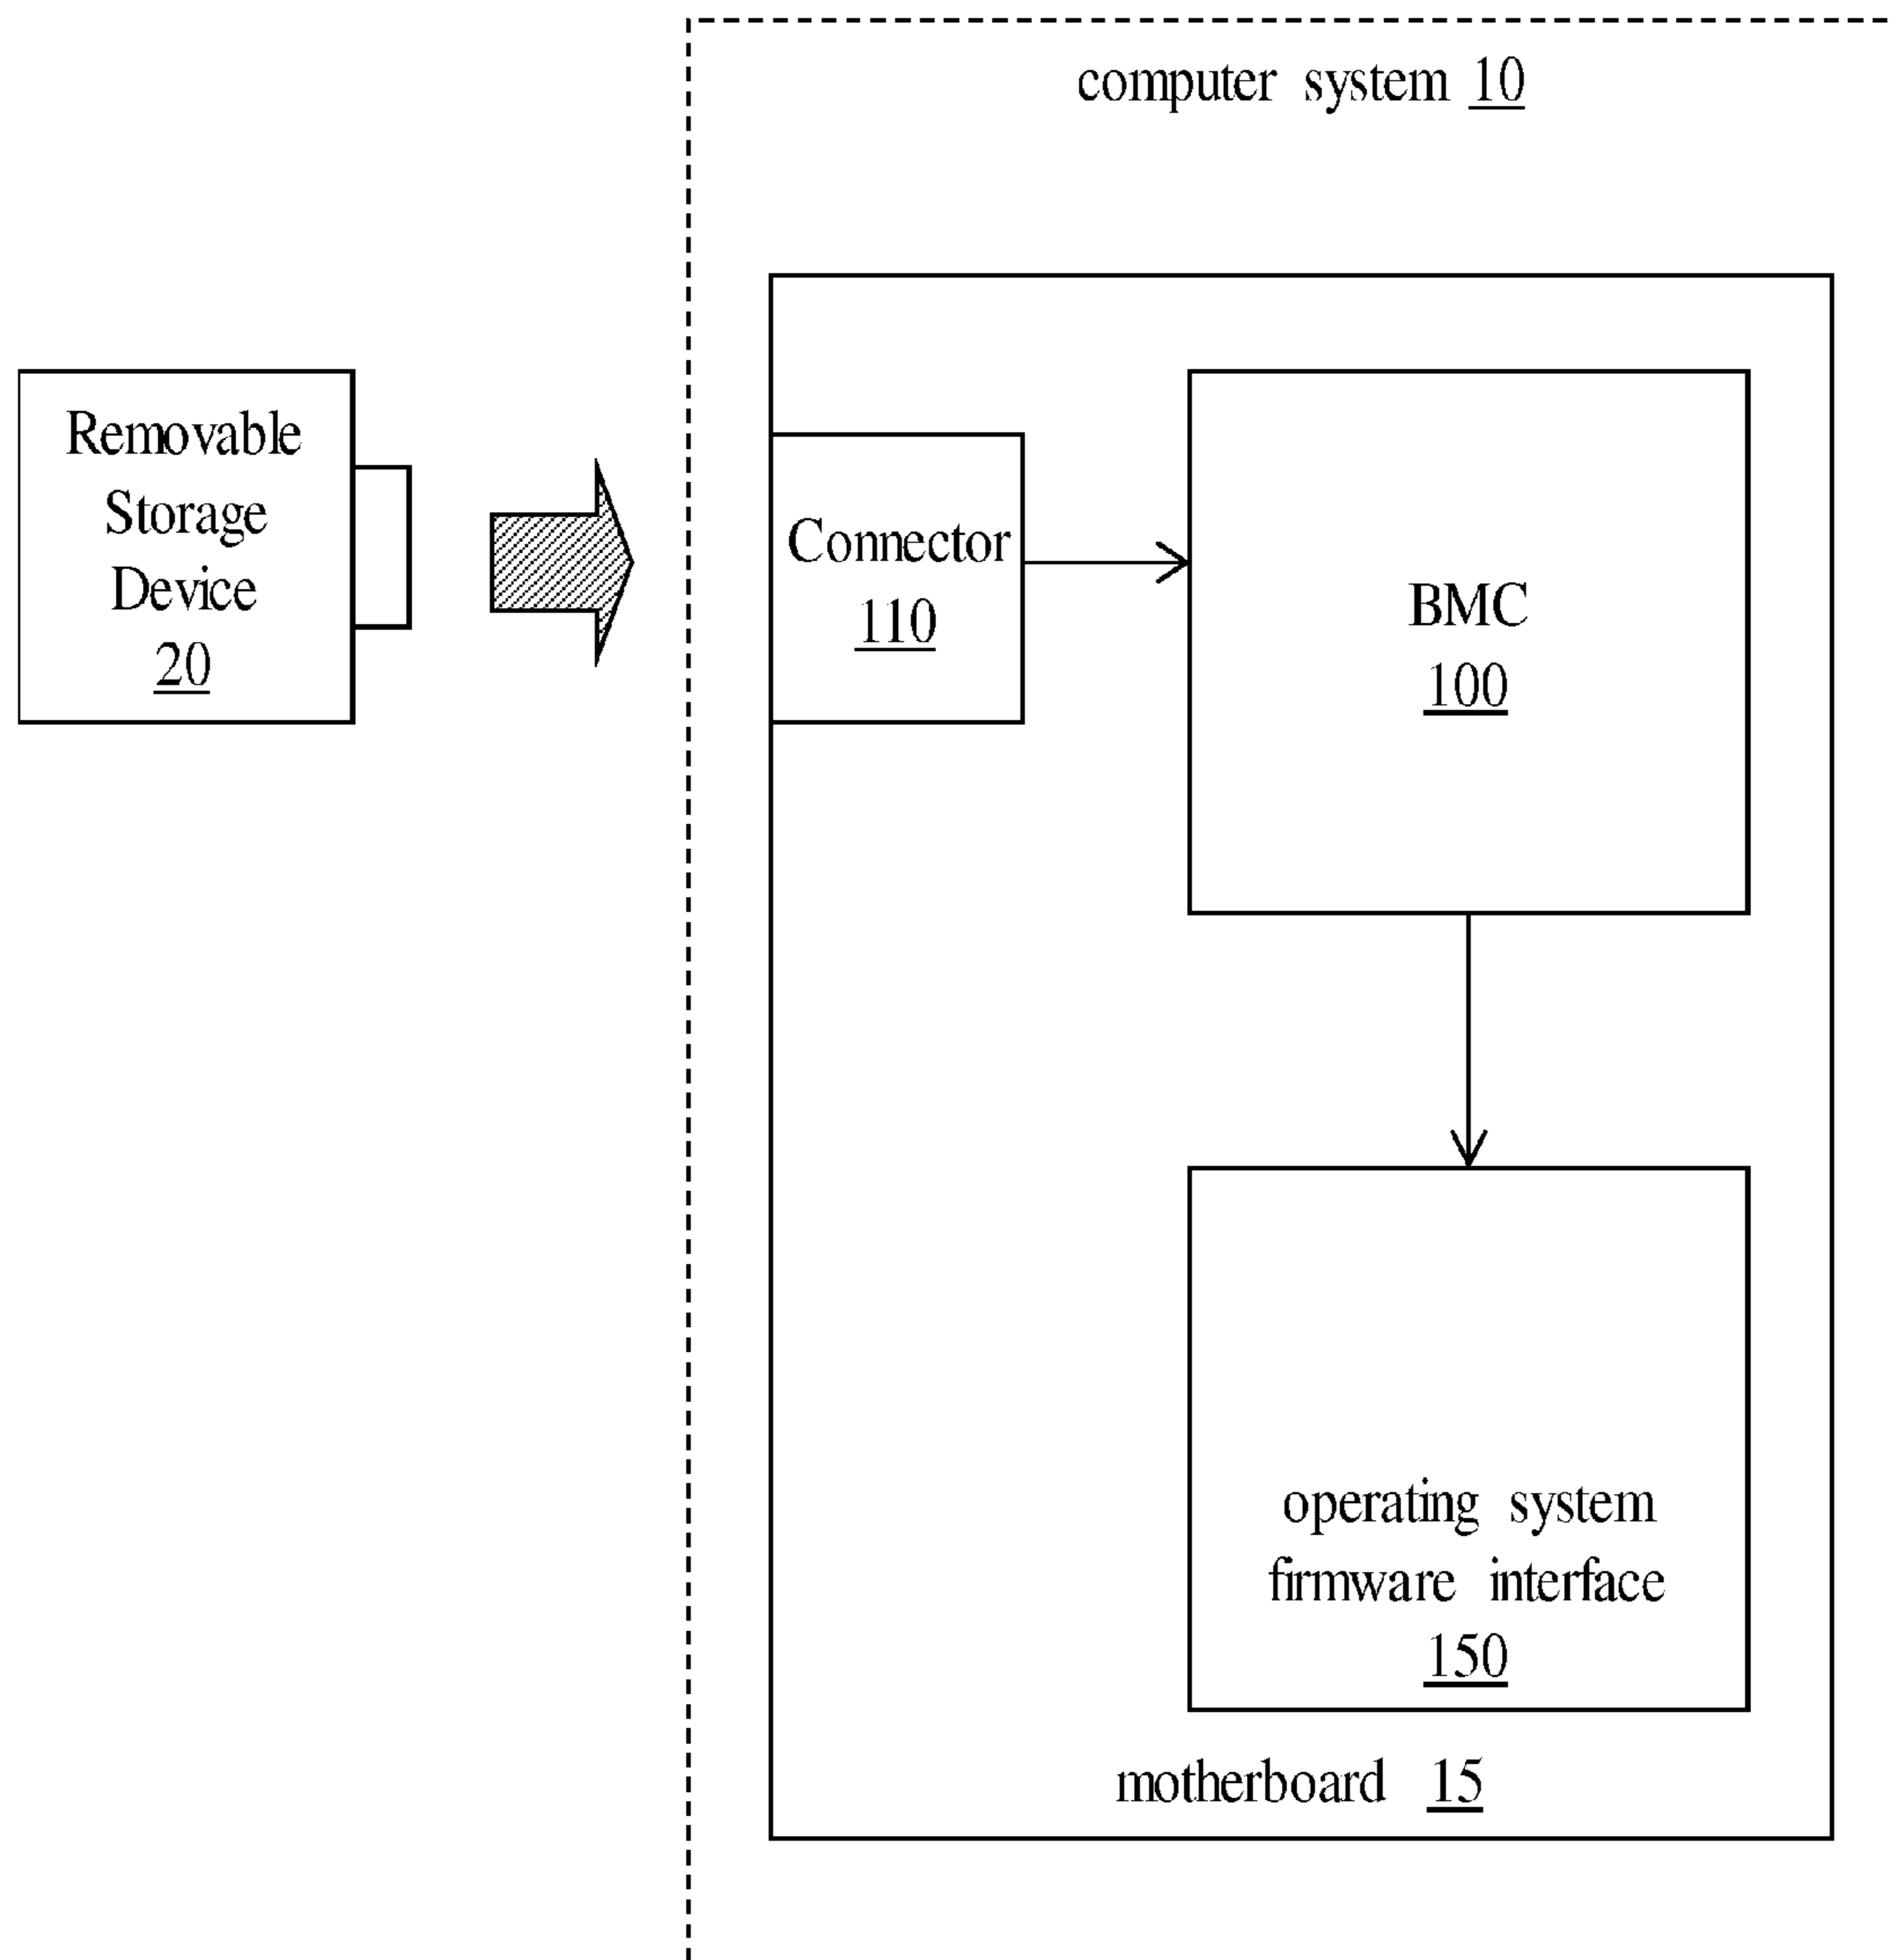 computer system 10
Removable
Storage
Device
20
Connector
110
BMC
100
operating system
firmware interface
150
motherboard 15